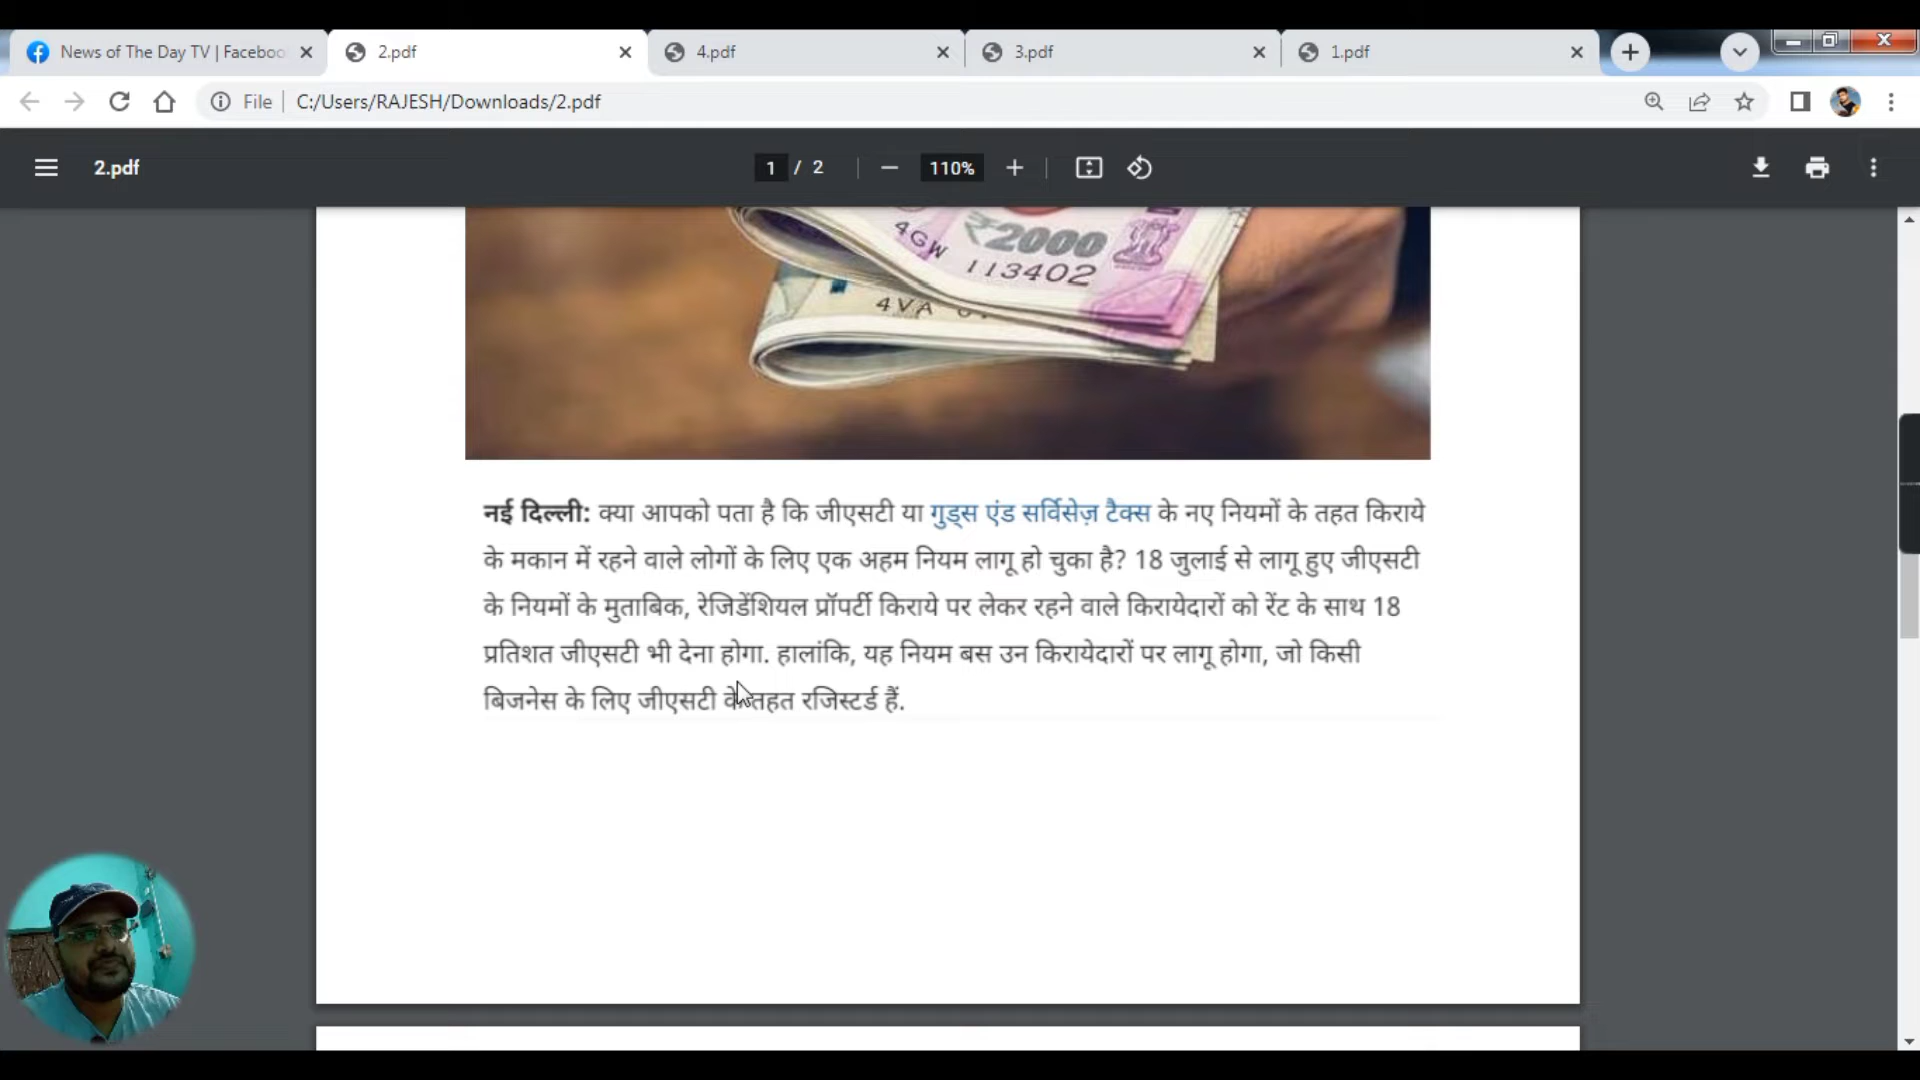 News of The Day TV | Faceboo
2.pdf
4.pdf
3.pdf
1.pdf
File
C:/Users/RAJESH/Downloads/2.pdf
2.pdf
1 / 2
110%
4GW
₹2000
113402
4VA
नई दिल्ली: क्या आपको पता है कि जीएसटी या गुड्स एंड सर्विसेज़ टैक्स के नए नियमों के तहत किराये
के मकान में रहने वाले लोगों के लिए एक अहम नियम लागू हो चुका है? 18 जुलाई से लागू हुए जीएसटी
के नियमों के मुताबिक, रेजिडेंशियल प्रॉपर्टी किराये पर लेकर रहने वाले किरायेदारों को रेंट के साथ 18
प्रतिशत जीएसटी भी देना होगा. हालांकि, यह नियम बस उन किरायेदारों पर लागू होगा, जो किसी
बिजनेस के लिए जीएसटी के तहत रजिस्टर्ड हैं.